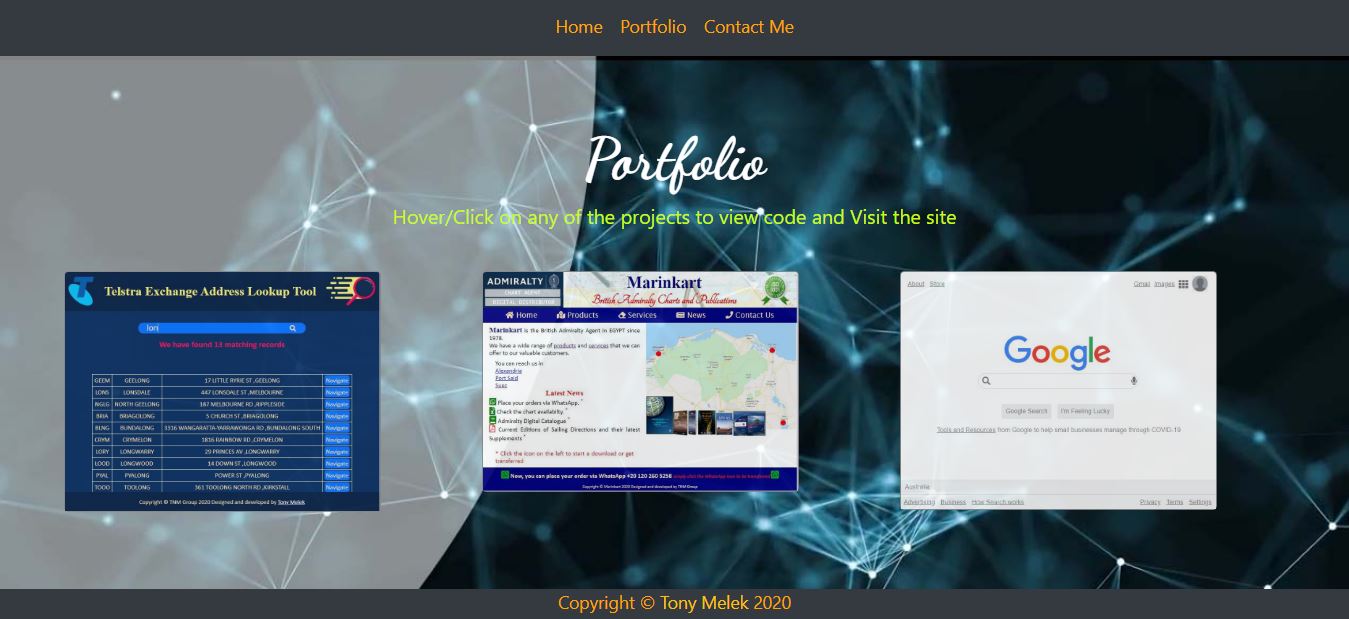 Home Portfolio Contact Me
Portfolio
Hover/Click on any of the projects to view code and Visit the site
Telstra Exchange Address Lookup Tool
lon
We have found 13 matching records
GEEM GEELONG 17 LITTLE RYRIE ST ,GEELONG Navigate
LONS LONSDALE 447 LONSDALE ST ,MELBOURNE Navigate
NGLG NORTH GEELONG 187 MELBOURNE RD ,RIPPLESIDE Navigate
BRIA BRIAGOLONG 5 CHURCH ST ,BRIAGOLONG Navigate
BLNG BUNDALONG 3316 WANGARATTA-YARRAWONGA RD ,BUNDALONG SOUTH Navigate
CRYM CRYMELON 1816 RAINBOW RD ,CRYMELON Navigate
LORY LONGWARRY 29 PRINCES AV ,LONGWARRY Navigate
LOOD LONGWOOD 14 DOWN ST ,LONGWOOD Navigate
PYAL PYALONG POWER ST ,PYALONG Navigate
TOOO TOOLONG 361 TOOLONG NORTH RD ,KIRKSTALL Navigate
Copyright © TNM Group 2020 Designed and developed by Tony Melek
ADMIRALTY
CHART AGENT
DIGITAL DISTRIBUTOR
Marinkart
British Admiralty Charts and Publications
Home Products Services News Contact Us
Marinkart is the British Admiralty Agent in EGYPT since
1978.
We have a wide range of products and services that we can
offer to our valuable customers.
You can reach us in:
Alexandria
Port Said
Suez
Latest News
Place your orders via WhatsApp. *
Check the chart availabilty. *
Admiralty Digital Catalogue *
Current Editions of Sailing Directions and their latest
Supplements *
* Click the icon on the left to start a download or get
transferred
Now, you can place your order via WhatsApp +20 120 260 5258 simply click the WhatsApp icon to be transferred
Copyright © Marinkart 2020 Designed and developed by TNM Group
About Store Gmail Images
Google
Google Search I'm Feeling Lucky
Tools and Resources from Google to help small businesses manage through COVID-19
Australia
Advertising Business How Search works Privacy Terms Settings
Copyright © Tony Melek 2020